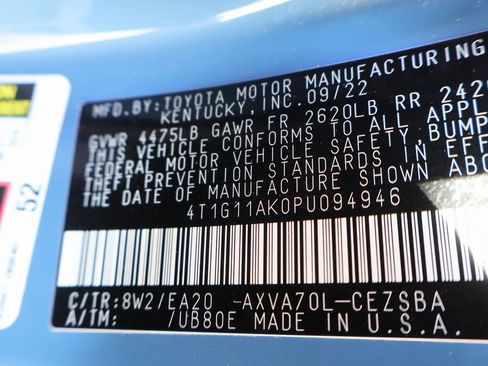 MFD. BY: TOYOTA MOTOR MANUFACTURING
KENTUCKY, INC. 09/22
GVWR 4475LB GAWR FR 2620LB RR 242
THIS VEHICLE CONFORMS TO ALL APPL
FEDERAL MOTOR VEHICLE SAFETY, BUMP
THEFT PREVENTION STANDARDS IN EFF
THE DATE OF MANUFACTURE SHOWN ABO
4T1G11AK0PU094946
C/TR: 8W2/EA20 -AXVA70L-CEZSBA
A/TM: /UB80E MADE IN U.S.A.
52